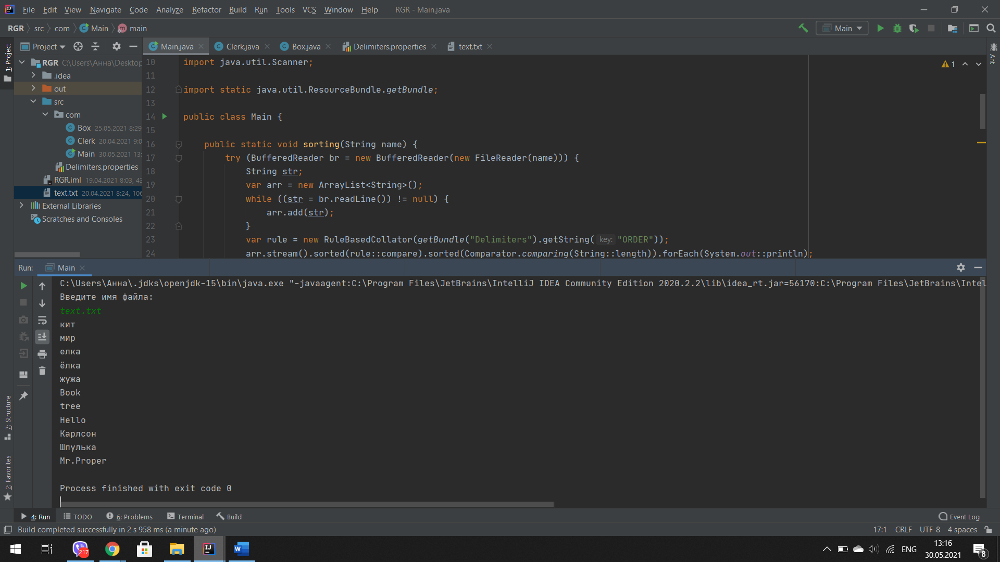 File Edit View Navigate Code Analyze Refactor Build Run Tools VCS Window Help RGR - Main.java
RGR src com Main main
Main
Project
Main.java Clerk.java Box.java Delimiters.properties text.txt
1: Project
Ant
RGR C:\Users\Анна\Desktop
.idea
out
src
com
Box 25.05.2021 8:29
Clerk 20.04.2021 9:0
Main 30.05.2021 13:
Delimiters.properties
RGR.iml 19.04.2021 8:03, 43
text.txt 20.04.2021 8:24, 106
External Libraries
Scratches and Consoles
1
10 import java.util.Scanner;
11
12 import static java.util.ResourceBundle.getBundle;
13
14 public class Main {
15
16 public static void sorting(String name) {
17 try (BufferedReader br = new BufferedReader(new FileReader(name))) {
18 String str;
19 var arr = new ArrayList<String>();
20 while ((str = br.readLine()) != null) {
21 arr.add(str);
22 }
23 var rule = new RuleBasedCollator(getBundle("Delimiters").getString( key: "ORDER"));
24 arr.stream().sorted(rule::compare).sorted(Comparator.comparing(String::length)).forEach(System.out::println);
Run: Main
C:\Users\Анна\.jdks\openjdk-15\bin\java.exe "-javaagent:C:\Program Files\JetBrains\IntelliJ IDEA Community Edition 2020.2.2\lib\idea_rt.jar=56170:C:\Program Files\JetBrains\Intel
Введите имя файла:
text.txt
кит
мир
елка
ёлка
жужа
Book
tree
Hello
Карлсон
Шпулька
Mr.Proper
Process finished with exit code 0
7: Structure
2: Favorites
4: Run TODO 6: Problems Terminal Build Event Log
Build completed successfully in 2 s 958 ms (a minute ago) 17:1 CRLF UTF-8 4 spaces
217
IJ
W
ENG
13:16
30.05.2021
8